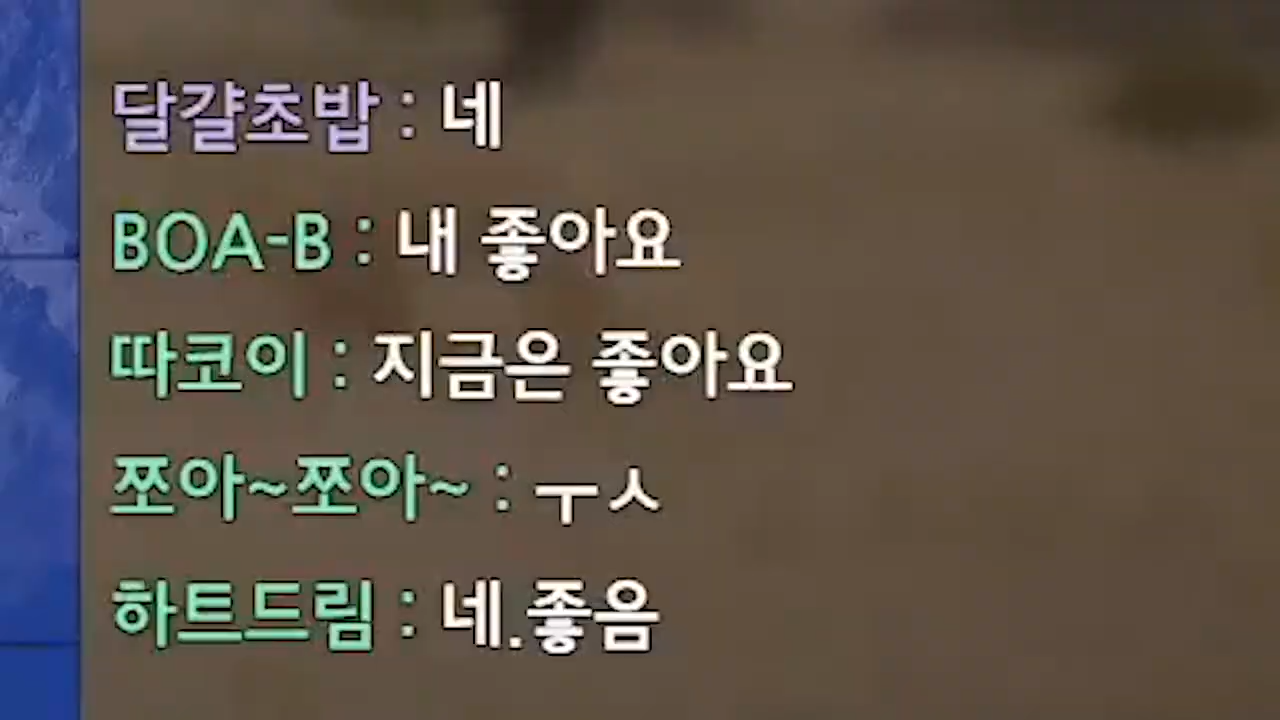 달걀초밥 : 네
BOA-B : 내 좋아요
따코이 : 지금은 좋아요
쪼아~쪼아~ : ㅜㅅ
하트드림 : 네.좋음